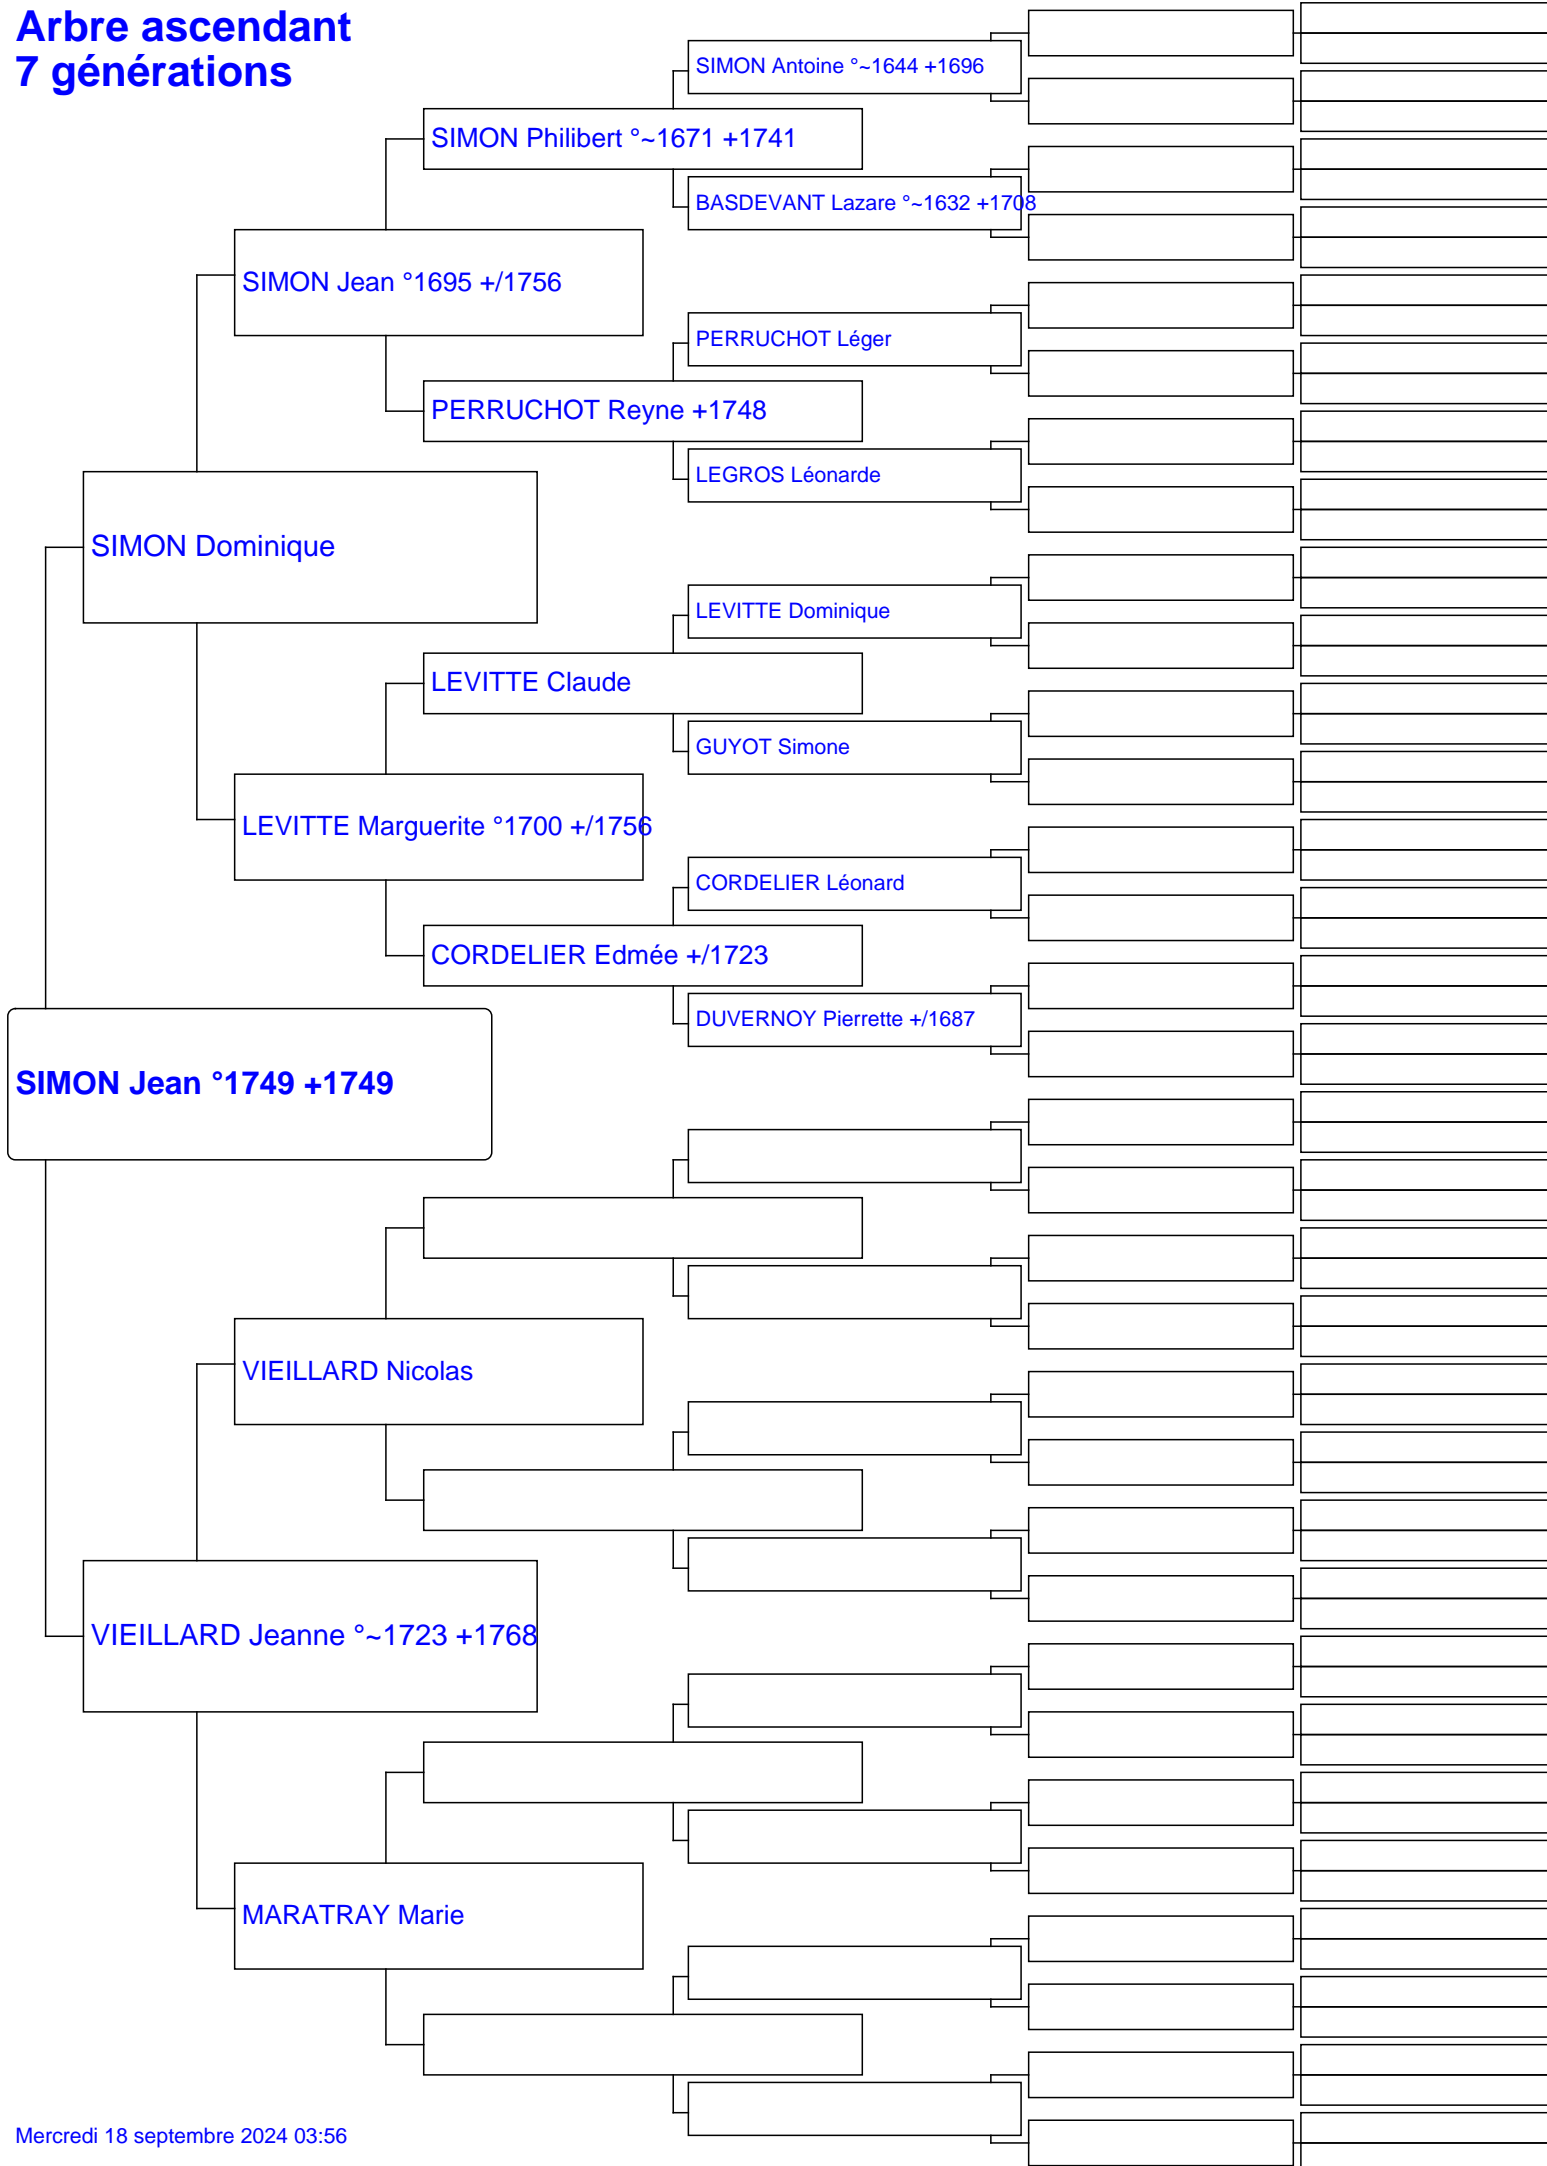 Arbre ascendant
7 générations
SIMON Antoine °~1644 +1696
SIMON Philibert °~1671 +1741
BASDEVANT Lazare °~1632 +1708
SIMON Jean °1695 +/1756
PERRUCHOT Léger
PERRUCHOT Reyne +1748
LEGROS Léonarde
SIMON Dominique
LEVITTE Dominique
LEVITTE Claude
GUYOT Simone
LEVITTE Marguerite °1700 +/1756
CORDELIER Léonard
CORDELIER Edmée +/1723
DUVERNOY Pierrette +/1687
SIMON Jean °1749 +1749
VIEILLARD Nicolas
VIEILLARD Jeanne °~1723 +1768
MARATRAY Marie
Mercredi 18 septembre 2024 03:56